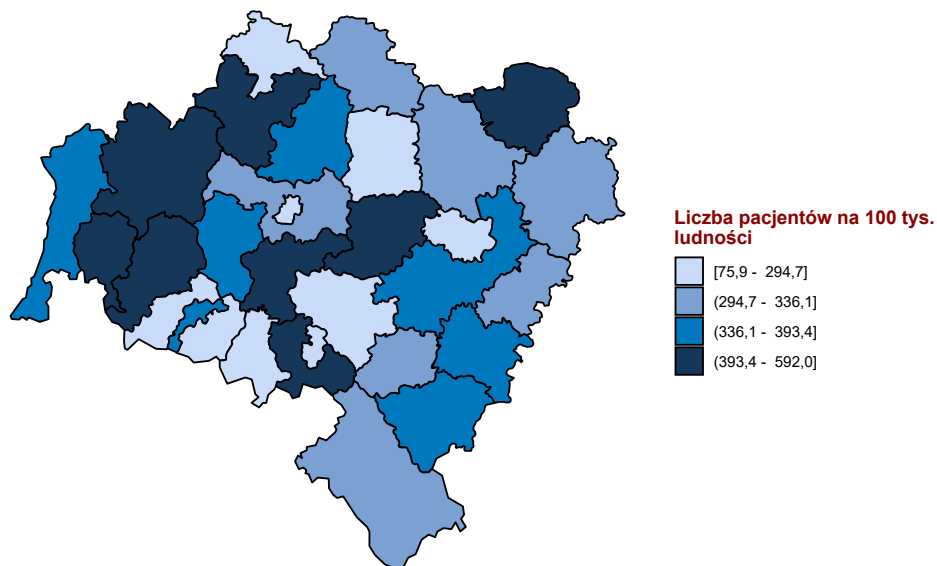 Liczba pacjentów na 100 tys.
ludności
[75,9 - 294,7]
(294,7 - 336,1]
(336,1 - 393,4]
(393,4 - 592,0]